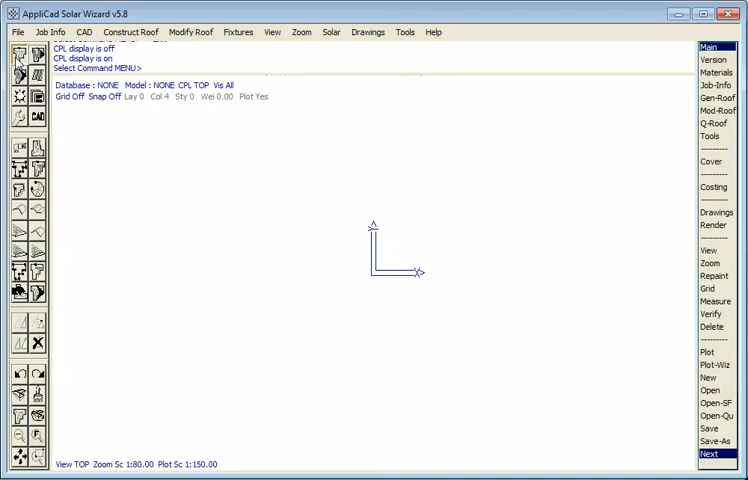 AppliCad Solar Wizard v5.8
File Job Info CAD Construct Roof Modify Roof Fixtures View Zoom Solar Drawings Tools Help
CPL display is off
CPL display is on
Select Command MENU>
Database : NONE Model : NONE CPL TOP Vis All
Grid Off Snap Off Lay 0 Col 4 Sty 0 Wei 0.00 Plot Yes
CAD
X
View TOP Zoom Sc 1:80.00 Plot Sc 1:150.00
Main
Version
Materials
Job-Info
Gen-Roof
Mod-Roof
Q-Roof
Tools
---------
Cover
---------
Costing
---------
Drawings
Render
---------
View
Zoom
Repaint
Grid
Measure
Verify
Delete
---------
Plot
Plot-Wiz
New
Open
Open-SF
Open-Qu
Save
Save-As
Next